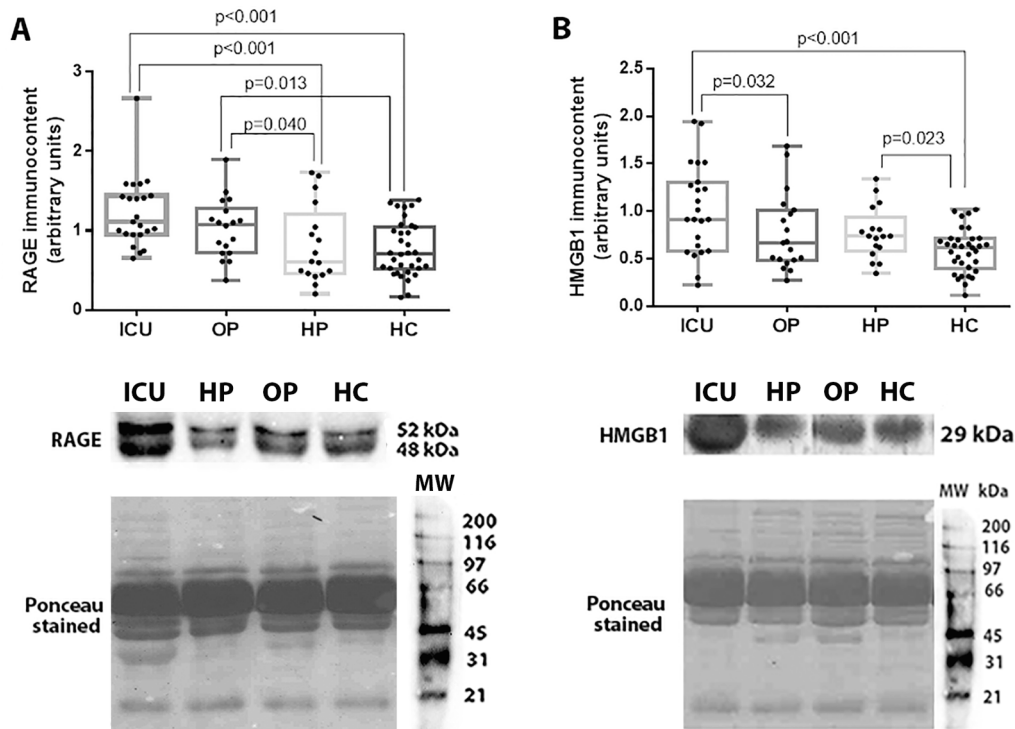 A
p<0.001
p<0.001
p=0.013
p=0.040
RAGE immunocontent
(arbitrary units)
3
2
1
0
ICU OP HP HC
B
p<0.001
p=0.032
p=0.023
HMGB1 immunocontent
(arbitrary units)
2.5
2.0
1.5
1.0
0.5
0.0
ICU OP HP HC
ICU HP OP HC
RAGE
52 kDa
48 kDa
MW
200
116
97
66
45
31
21
Ponceau
stained
ICU HP OP HC
HMGB1
29 kDa
MW kDa
200
116
97
66
45
31
21
Ponceau
stained